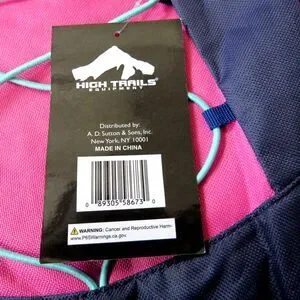 HIGH TRAILS
EQUIPMENT
Distributed by:
A. D. Sutton & Sons, Inc.
New York, NY 10001
MADE IN CHINA
0 89305 58673 0
WARNING: Cancer and Reproductive Harm-
www.P65Warnings.ca.gov